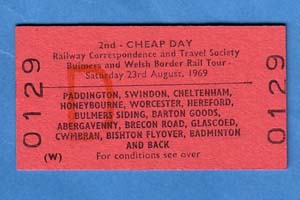 2nd - CHEAP DAY
Railway Correspondence and Travel Society
Bulmers and Welsh Border Rail Tour -
Saturday 23rd August, 1969
PADDINGTON, SWINDON, CHELTENHAM,
HONEYBOURNE, WORCESTER, HEREFORD,
BULMERS SIDING, BARTON GOODS,
ABERGAVENNY, BRECON ROAD, GLASCOED,
CWMBRAN, BISHTON FLYOVER, BADMINTON
AND BACK
(W) For conditions see over
0129
0129